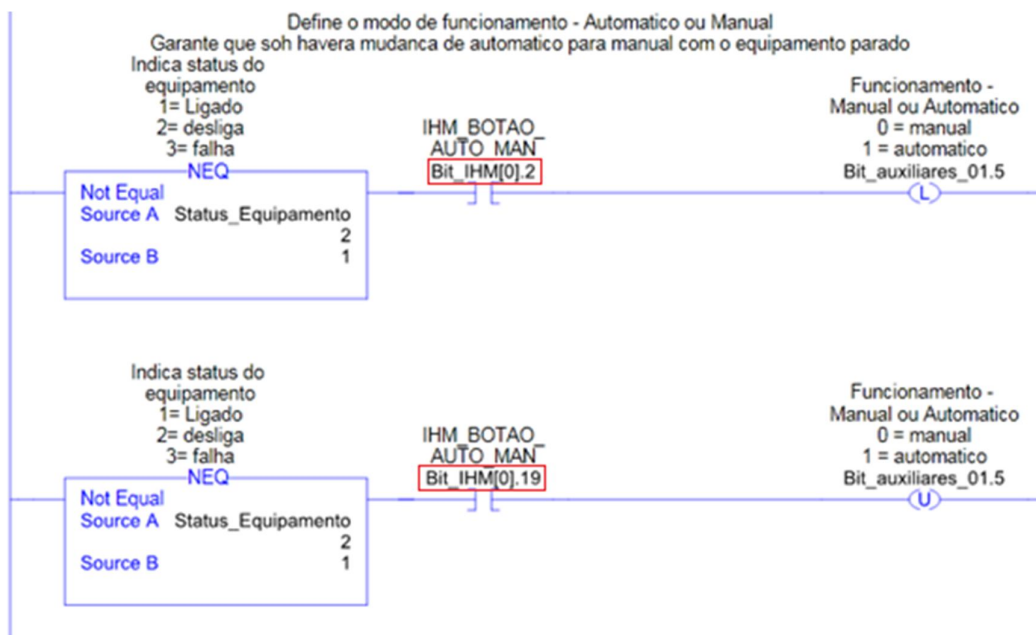 Define o modo de funcionamento - Automatico ou Manual
Garante que soh havera mudanca de automatico para manual com o equipamento parado
Indica status do
equipamento
1= Ligado
2= desliga
3= falha
NEQ
Not Equal
Source A Status_Equipamento
2
Source B 1
IHM_BOTAO_
AUTO_MAN
Bit_IHM[0].2
Funcionamento -
Manual ou Automatico
0 = manual
1 = automatico
Bit_auxiliares_01.5
L
Indica status do
equipamento
1= Ligado
2= desliga
3= falha
NEQ
Not Equal
Source A Status_Equipamento
2
Source B 1
IHM_BOTAO_
AUTO_MAN
Bit_IHM[0].19
Funcionamento -
Manual ou Automatico
0 = manual
1 = automatico
Bit_auxiliares_01.5
U